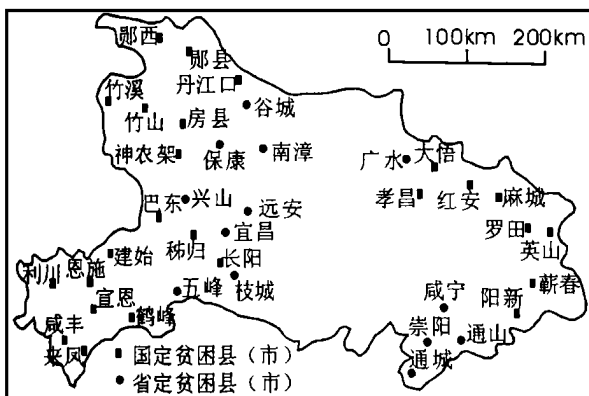 郧西
0 100km 200km
郧县
丹江口
竹溪
谷城
竹山
房县
神农架
保康
南漳
广水
大悟
孝昌
红安
麻城
巴东
兴山
远安
罗田
英山
宜昌
秭归
建始
长阳
利川
恩施
五峰
枝城
蕲春
宣恩
鹤峰
咸宁
阳新
咸丰
崇阳
通山
来凤
通城
国定贫困县（市）
省定贫困县（市）